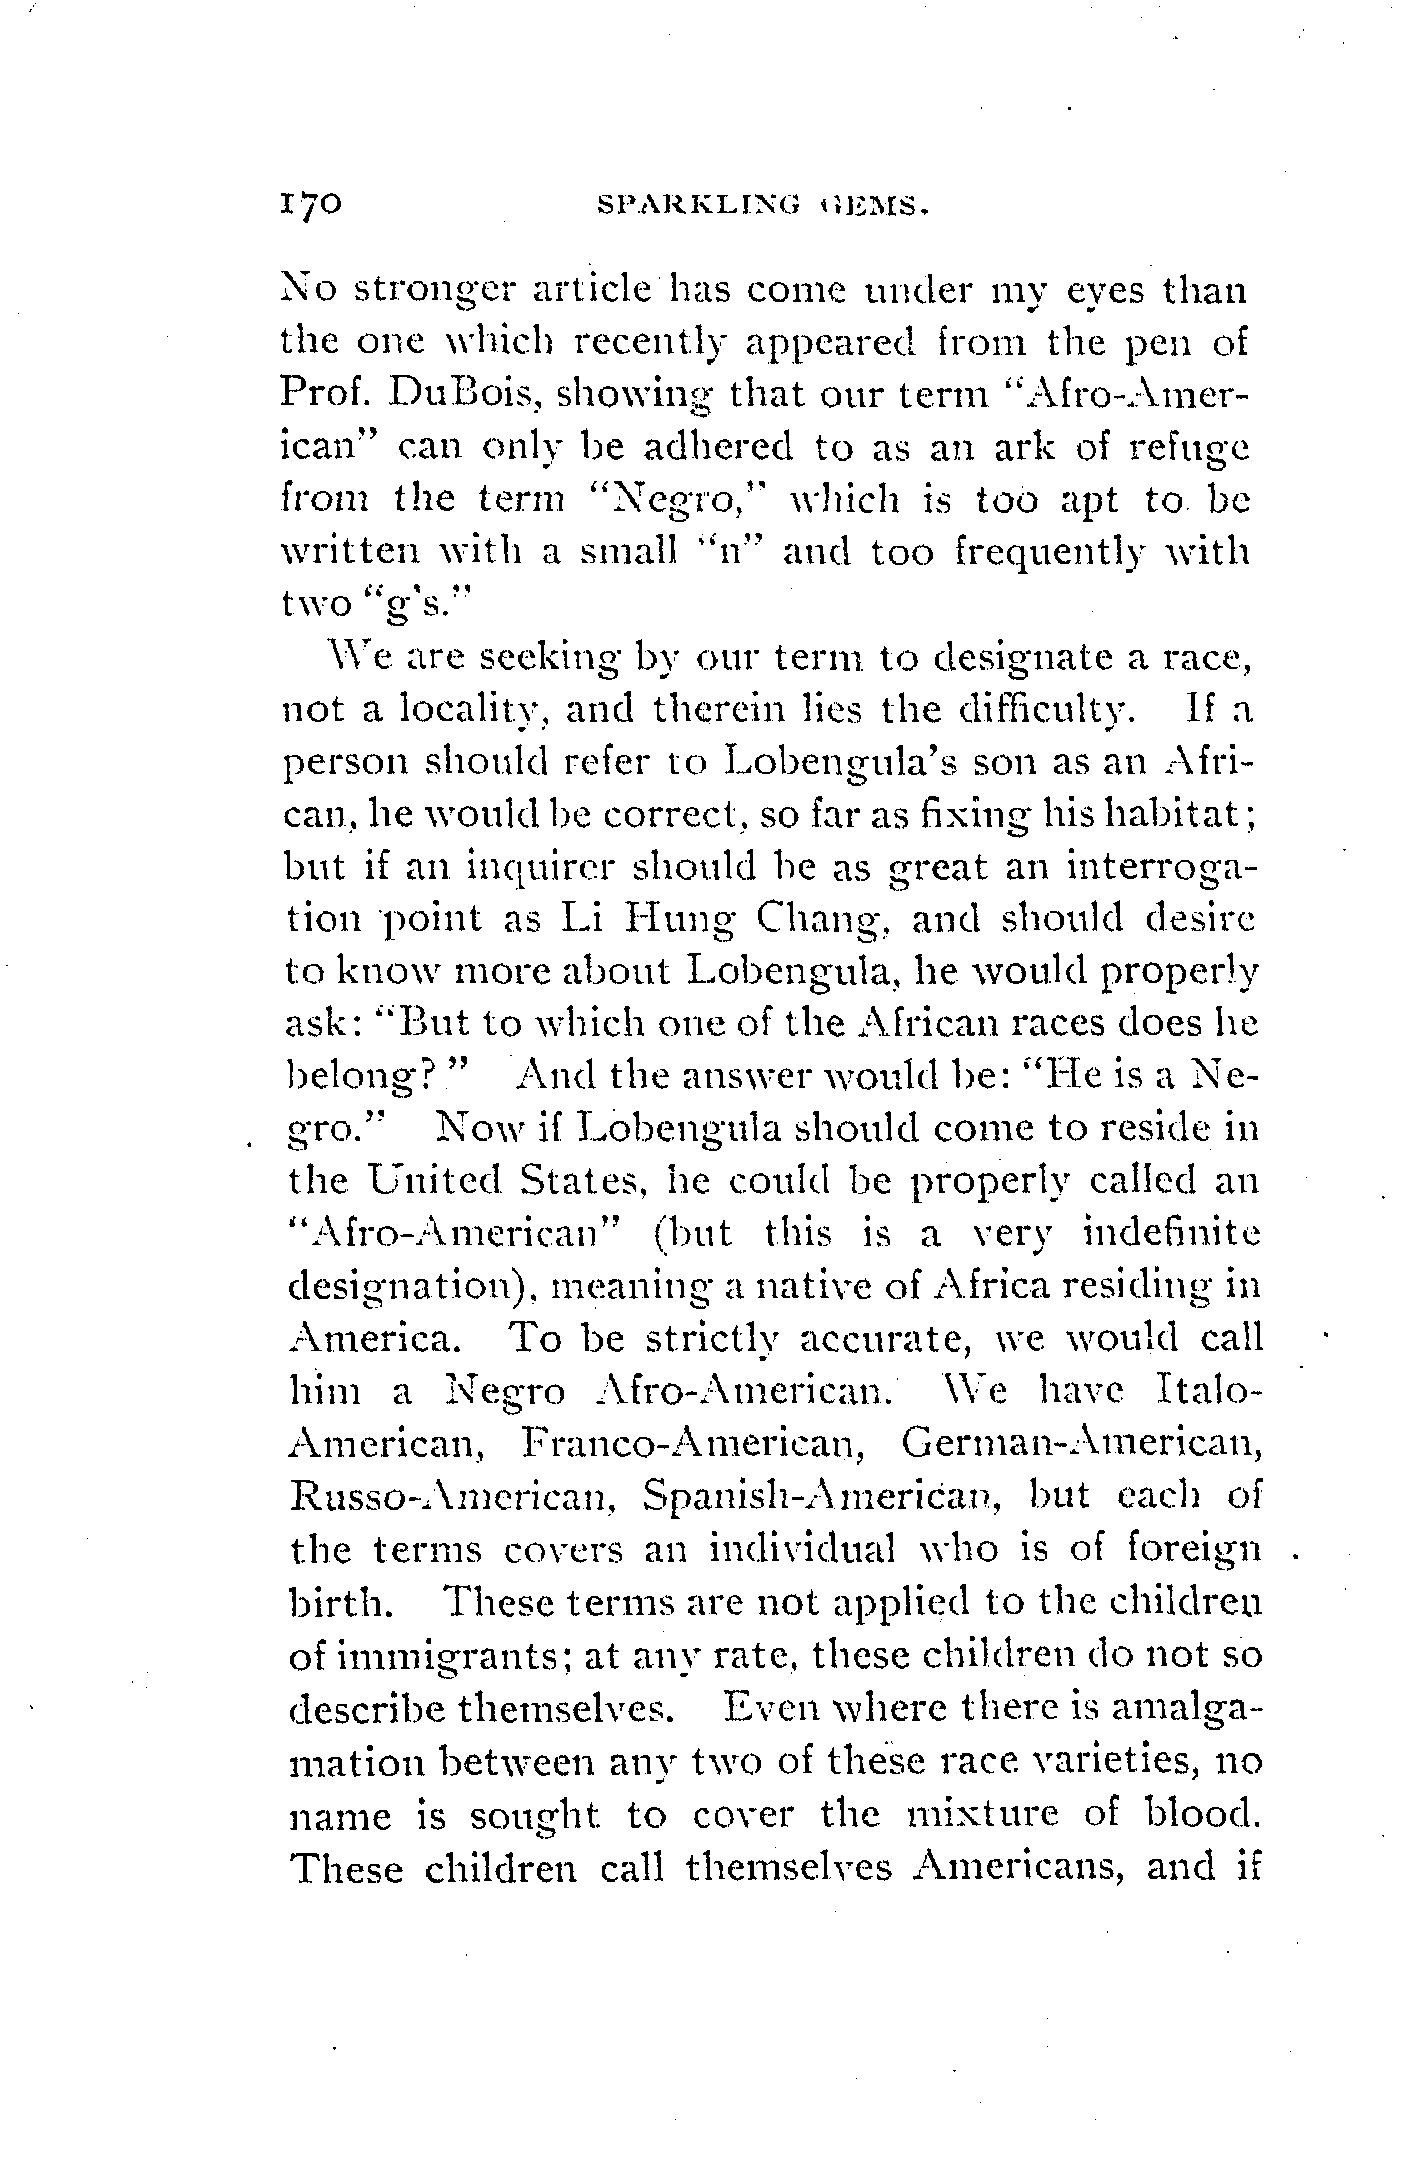 170 SPARKLING GEMS.
No stronger article has come under my eyes than
the one which recently appeared from the pen of
Prof. DuBois, showing that our term "Afro-Amer-
ican" can only be adhered to as an ark of refuge
from the term "Negro," which is too apt to be
written with a small "n" and too frequently with
two "g's."
We are seeking by our term to designate a race,
not a locality, and therein lies the difficulty. If a
person should refer to Lobengula's son as an Afri-
can, he would be correct, so far as fixing his habitat;
but if an inquirer should be as great an interroga-
tion point as Li Hung Chang, and should desire
to know more about Lobengula, he would properly
ask: "But to which one of the African races does he
belong?" And the answer would be: "He is a Ne-
gro." Now if Lobengula should come to reside in
the United States, he could be properly called an
"Afro-American" (but this is a very indefinite
designation), meaning a native of Africa residing in
America. To be strictly accurate, we would call
him a Negro Afro-American. We have Italo-
American, Franco-American, German-American,
Russo-American, Spanish-American, but each of
the terms covers an individual who is of foreign
birth. These terms are not applied to the children
of immigrants; at any rate, these children do not so
describe themselves. Even where there is amalga-
mation between any two of these race varieties, no
name is sought to cover the mixture of blood.
These children call themselves Americans, and if